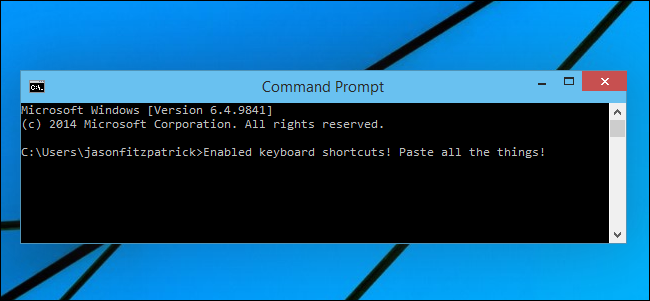 Command Prompt
Microsoft Windows [Version 6.4.9841]
(c) 2014 Microsoft Corporation. All rights reserved.
C:\Users\jasonfitzpatrick>Enabled keyboard shortcuts! Paste all the things!